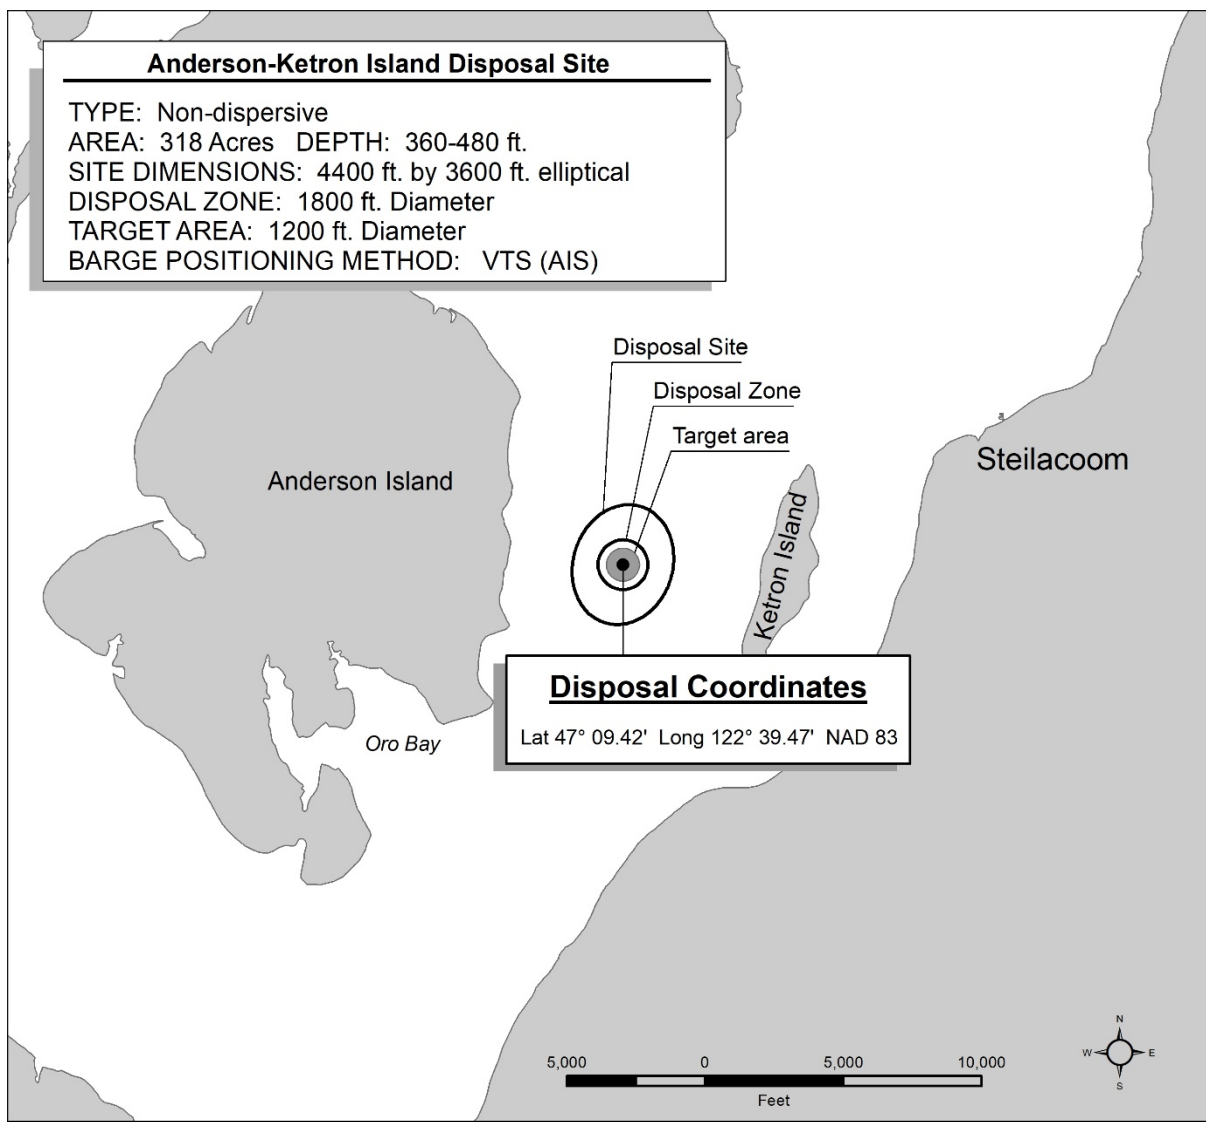 Anderson-Ketron Island Disposal Site
TYPE: Non-dispersive
AREA: 318 Acres DEPTH: 360-480 ft.
SITE DIMENSIONS: 4400 ft. by 3600 ft. elliptical
DISPOSAL ZONE: 1800 ft. Diameter
TARGET AREA: 1200 ft. Diameter
BARGE POSITIONING METHOD: VTS (AIS)
Disposal Site
Disposal Zone
Target area
Steilacoom
Anderson Island
Ketron Island
Disposal Coordinates
Lat 47° 09.42' Long 122° 39.47' NAD 83
Oro Bay
5,000 0 5,000 10,000
Feet
N
W E
S